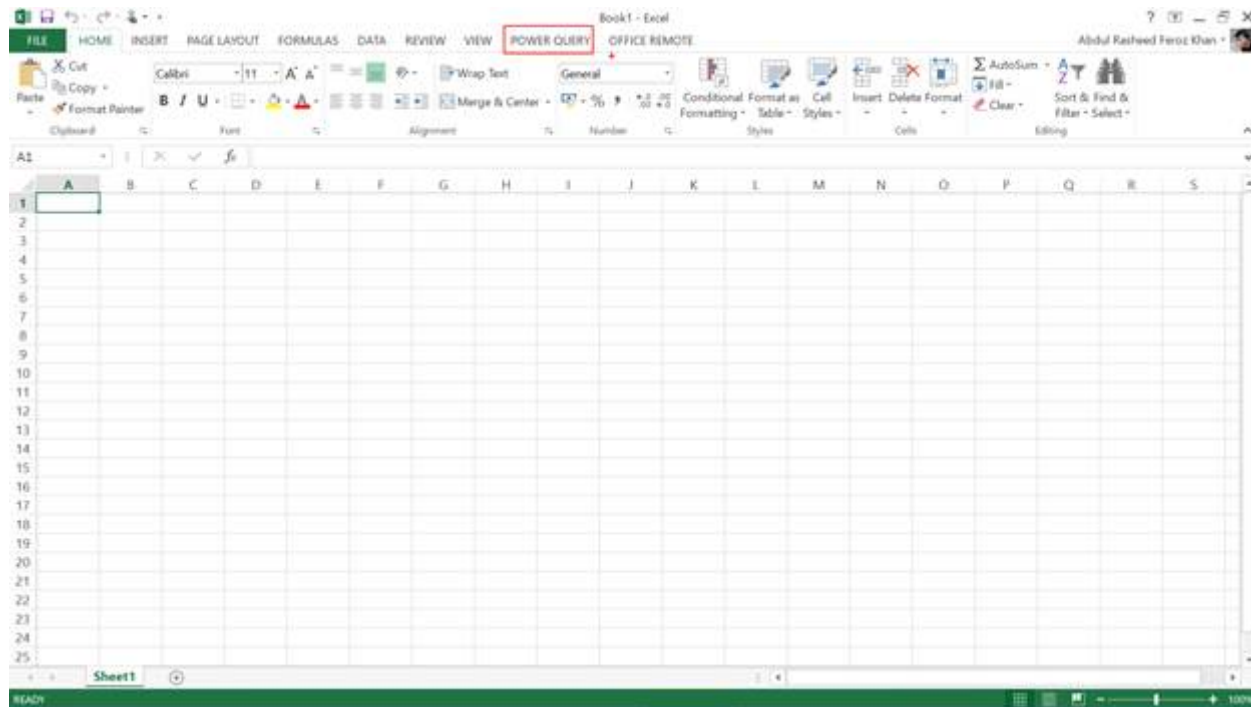 Book1 - Excel
FILE HOME INSERT PAGE LAYOUT FORMULAS DATA REVIEW VIEW POWER QUERY OFFICE REMOTE Abdul Rasheed Feroz Khan
Cut
Copy
Format Painter
Paste
Clipboard
Calibri 11 A A
B I U A
Font
Wrap Text
Merge & Center
Alignment
General
%
Number
Conditional Formatting
Format as Table
Cell Styles
Styles
Insert Delete Format
Cells
AutoSum
Fill
Clear
Sort & Filter
Find & Select
Editing
A1 fx
A B C D E F G H I J K L M N O P Q R S
1
2
3
4
5
6
7
8
9
10
11
12
13
14
15
16
17
18
19
20
21
22
23
24
25
Sheet1
READY 100%